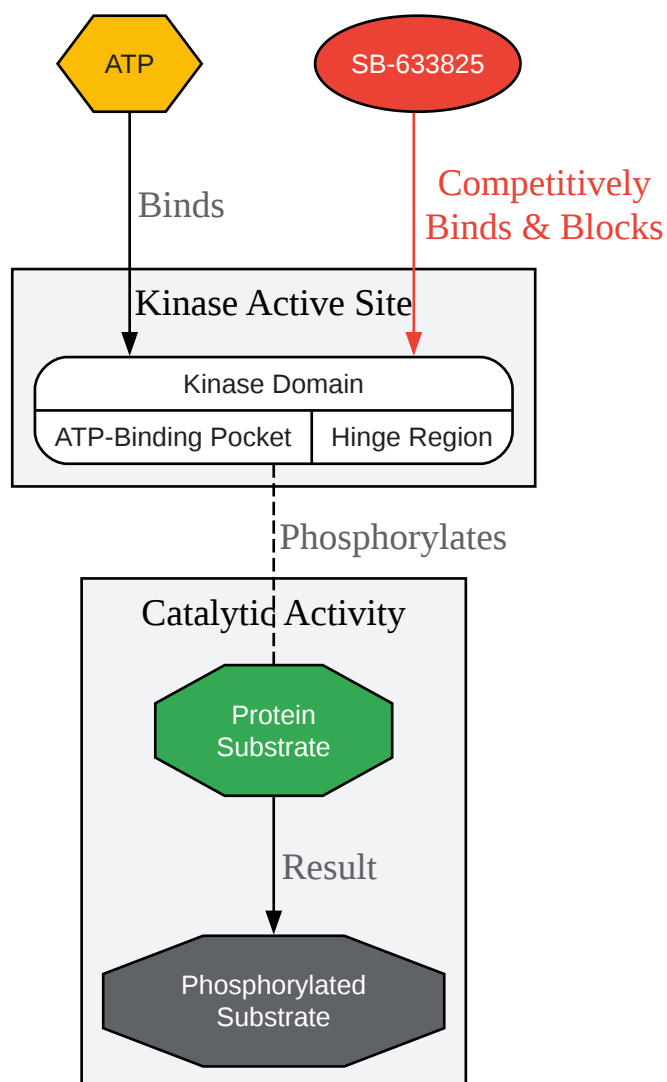 ATP
SB-633825
Binds
Competitively
Binds & Blocks
Kinase Active Site
Kinase Domain
ATP-Binding Pocket
Hinge Region
Phosphorylates
Catalytic Activity
Protein
Substrate
Result
Phosphorylated
Substrate